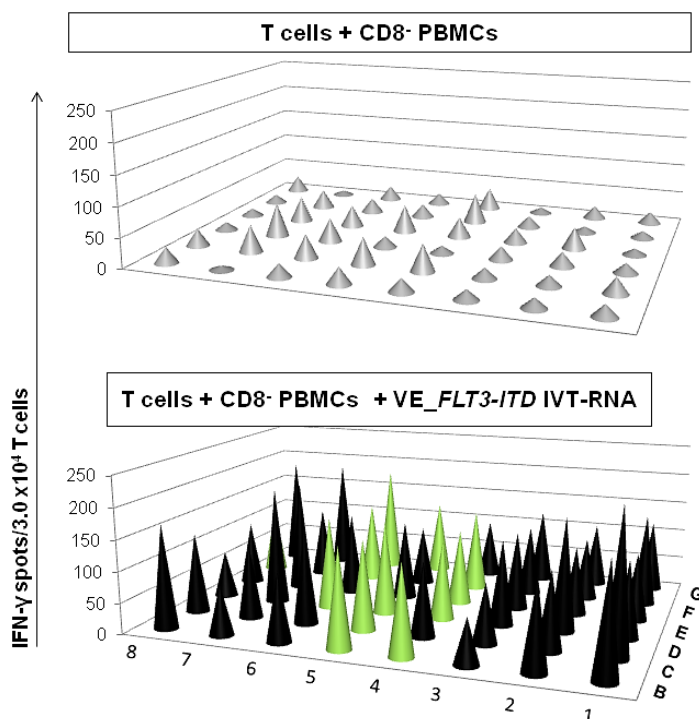 T cells + CD8⁻ PBMCs
250
200
150
100
50
0
T cells + CD8⁻ PBMCs + VE_FLT3-ITD IVT-RNA
250
200
150
100
50
0
IFN-γ spots/3.0 x10⁴ T cells
8 7 6 5 4 3 2 1
G
F
E
D
C
B